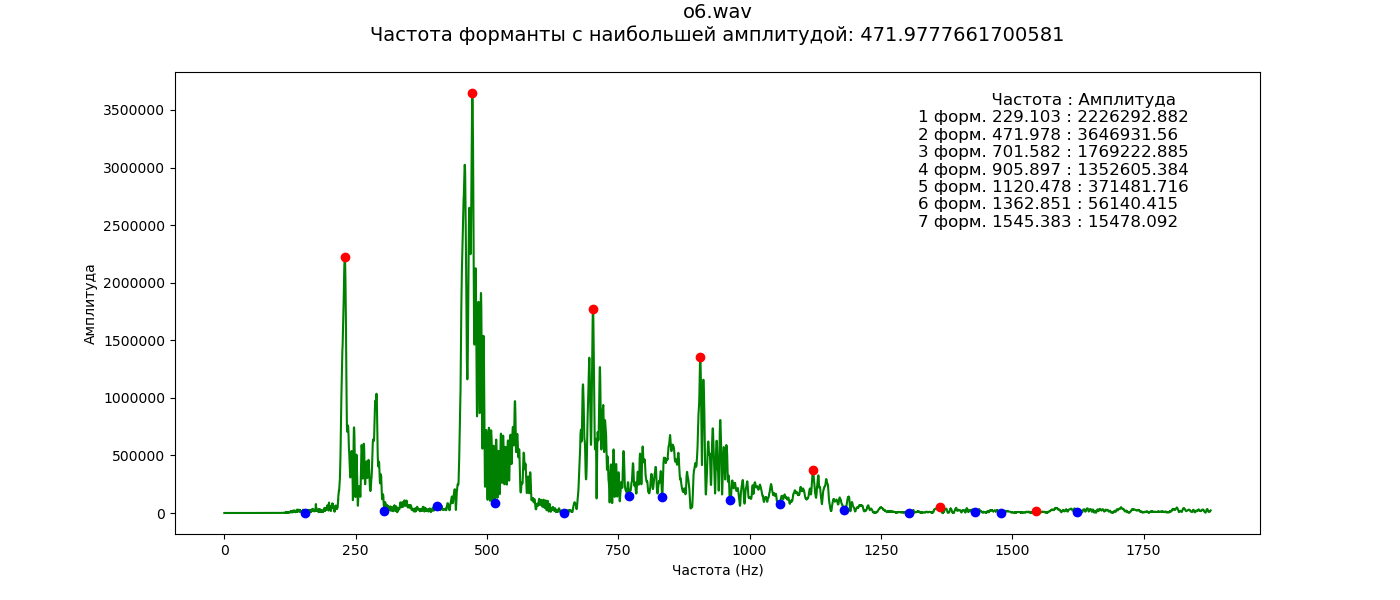 o6.wav
Частота форманты с наибольшей амплитудой: 471.9777661700581
Частота : Амплитуда
1 форм. 229.103 : 2226292.882
2 форм. 471.978 : 3646931.56
3 форм. 701.582 : 1769222.885
4 форм. 905.897 : 1352605.384
5 форм. 1120.478 : 371481.716
6 форм. 1362.851 : 56140.415
7 форм. 1545.383 : 15478.092
3500000
3000000
2500000
2000000
1500000
1000000
500000
0
Амплитуда
0 250 500 750 1000 1250 1500 1750
Частота (Hz)